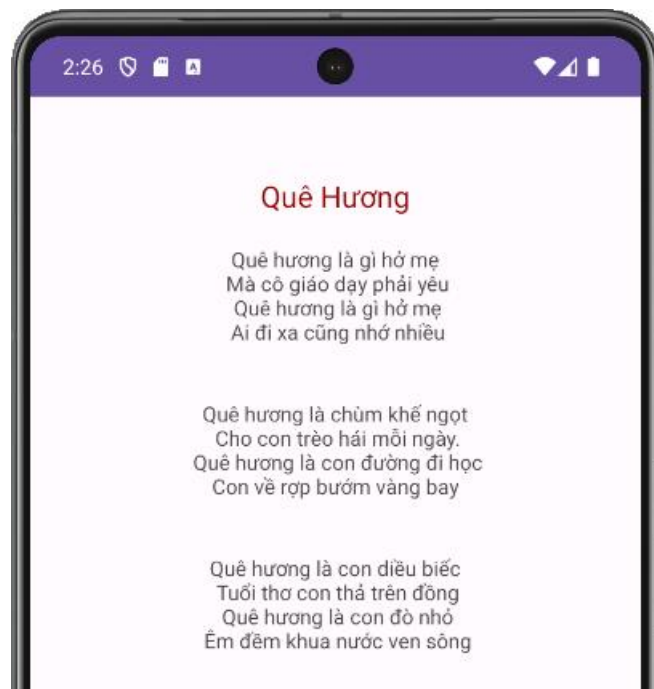 2:26
Quê Hương
Quê hương là gì hở mẹ
Mà cô giáo dạy phải yêu
Quê hương là gì hở mẹ
Ai đi xa cũng nhớ nhiều
Quê hương là chùm khế ngọt
Cho con trèo hái mỗi ngày.
Quê hương là con đường đi học
Con về rợp bướm vàng bay
Quê hương là con diều biếc
Tuổi thơ con thả trên đồng
Quê hương là con đò nhỏ
Êm đềm khua nước ven sông